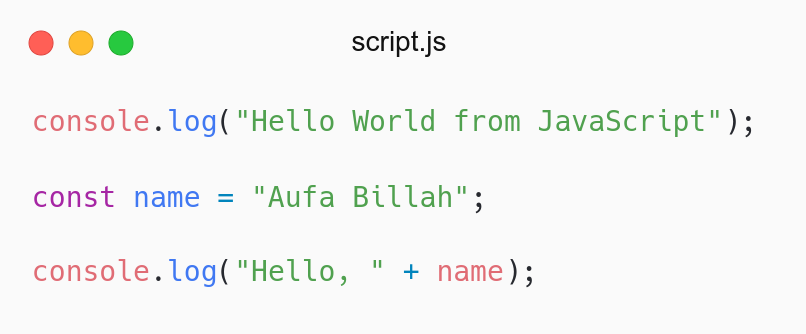 script.js
console.log("Hello World from JavaScript");
const name = "Aufa Billah";
console.log("Hello, " + name);